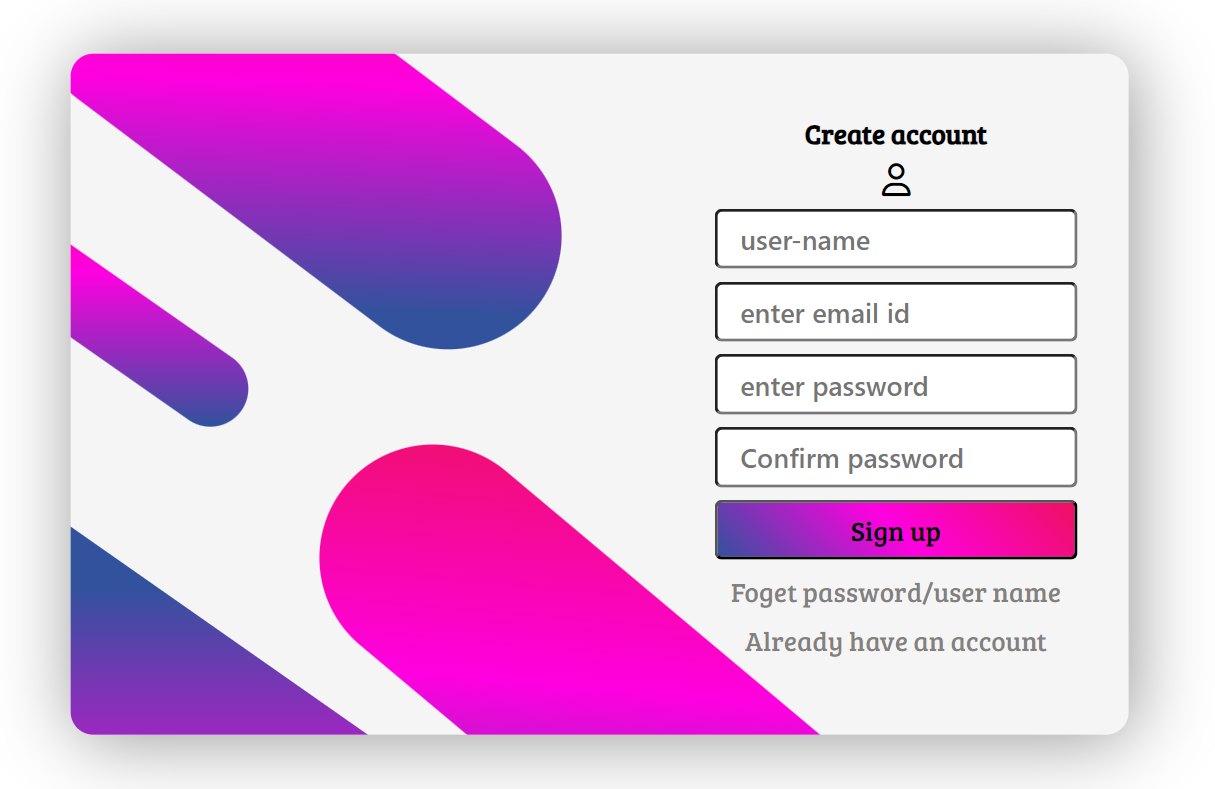 Create account
user-name
enter email id
enter password
Confirm password
Sign up
Foget password/user name
Already have an account